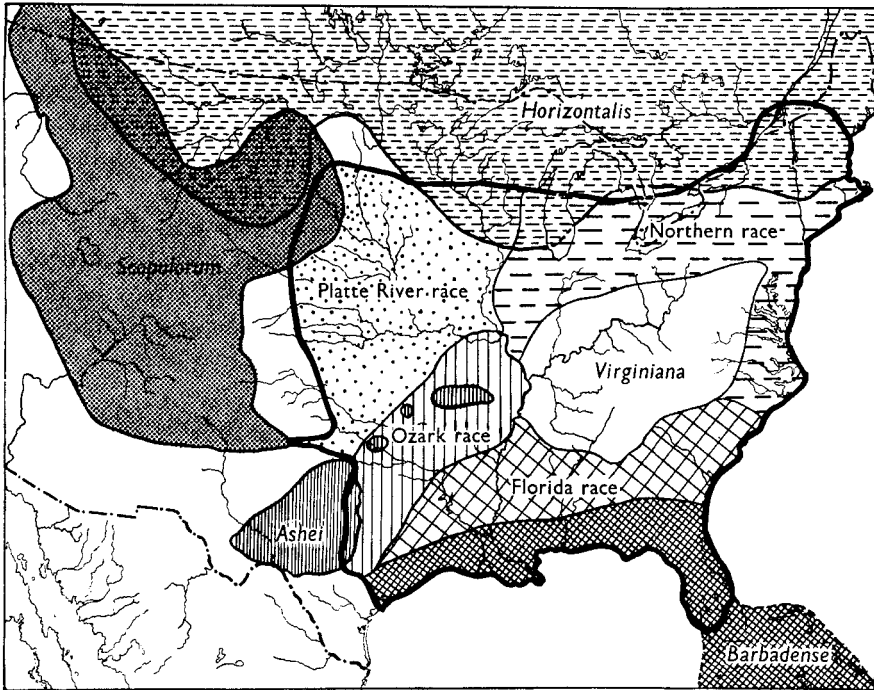 Horizontalis
Northern race
Scopulorum
Platte River race
Virginiana
Ozark race
Florida race
Ashei
Barbadense